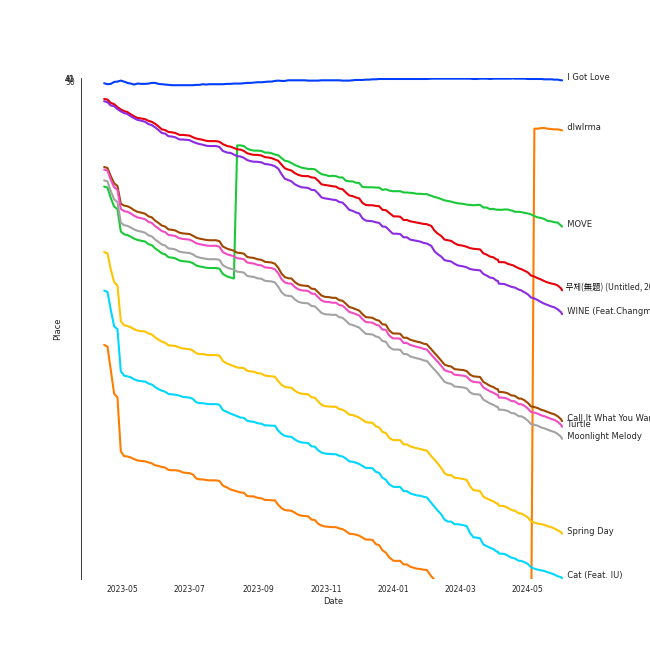 I Got Love
dlwlrma
MOVE
무제(無題) (Untitled, 20
WINE (Feat.Changm
Call It What You Wan
Turtle
Moonlight Melody
Spring Day
Cat (Feat. IU)
Place
2023-05
2023-07
2023-09
2023-11
2024-01
2024-03
2024-05
Date